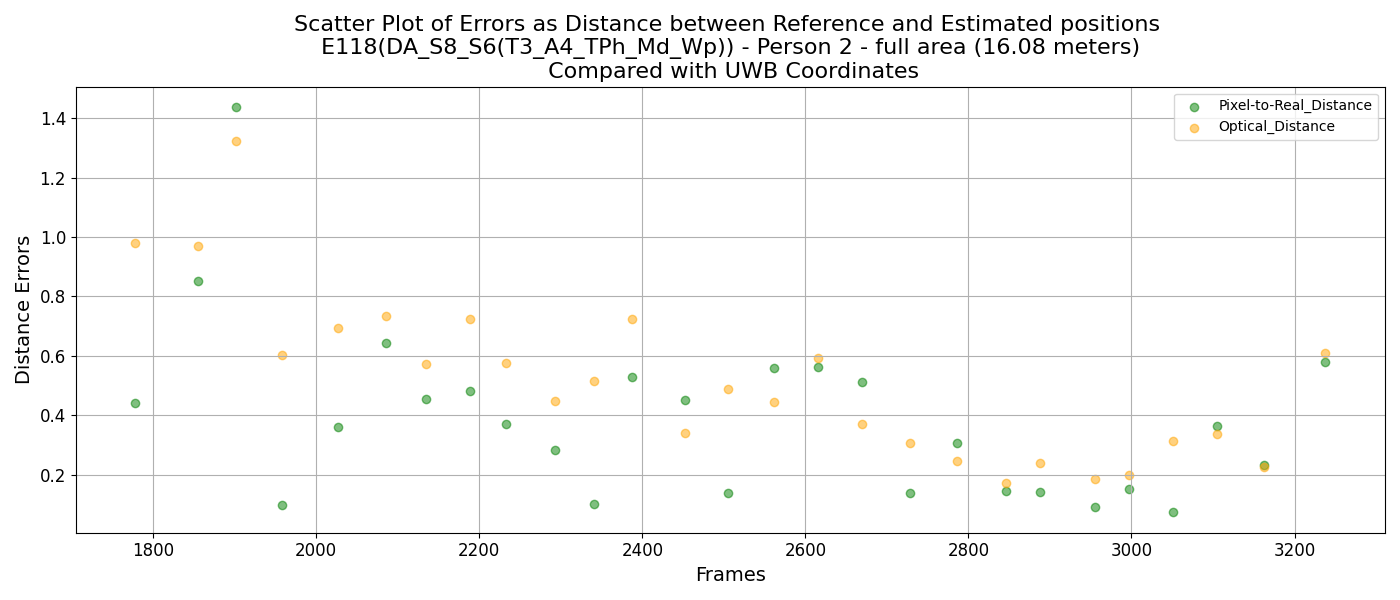 Scatter Plot of Errors as Distance between Reference and Estimated positions
E118(DA_S8_S6(T3_A4_TPh_Md_Wp)) - Person 2 - full area (16.08 meters)
Compared with UWB Coordinates
Pixel-to-Real_Distance
Optical_Distance
Distance Errors
1.4
1.2
1.0
0.8
0.6
0.4
0.2
1800 2000 2200 2400 2600 2800 3000 3200
Frames